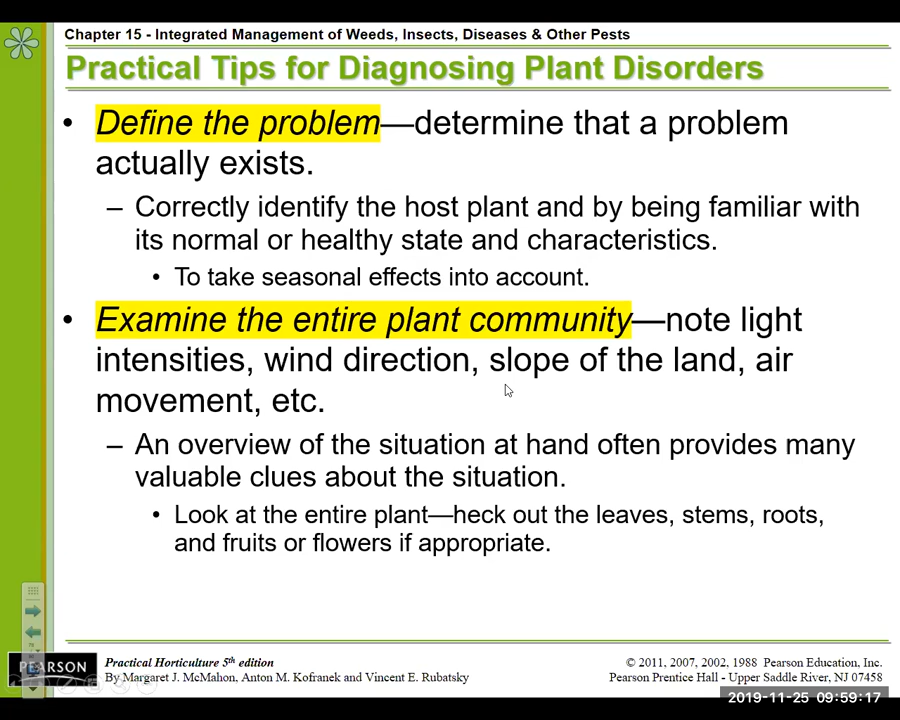 Chapter 15 - Integrated Management of Weeds, Insects, Diseases & Other Pests
Practical Tips for Diagnosing Plant Disorders
• Define the problem—determine that a problem
actually exists.
– Correctly identify the host plant and by being familiar with
its normal or healthy state and characteristics.
• To take seasonal effects into account.
• Examine the entire plant community—note light
intensities, wind direction, slope of the land, air
movement, etc.
– An overview of the situation at hand often provides many
valuable clues about the situation.
• Look at the entire plant—heck out the leaves, stems, roots,
and fruits or flowers if appropriate.
PEARSON
Practical Horticulture 5th edition
By Margaret J. McMahon, Anton M. Kofranek and Vincent E. Rubatsky
© 2011, 2007, 2002, 1988 Pearson Education, Inc.
Pearson Prentice Hall - Upper Saddle River, NJ 07458
2019-11-25 09:59:17